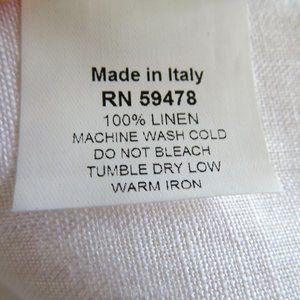 Made in Italy
RN 59478
100% LINEN
MACHINE WASH COLD
DO NOT BLEACH
TUMBLE DRY LOW
WARM IRON